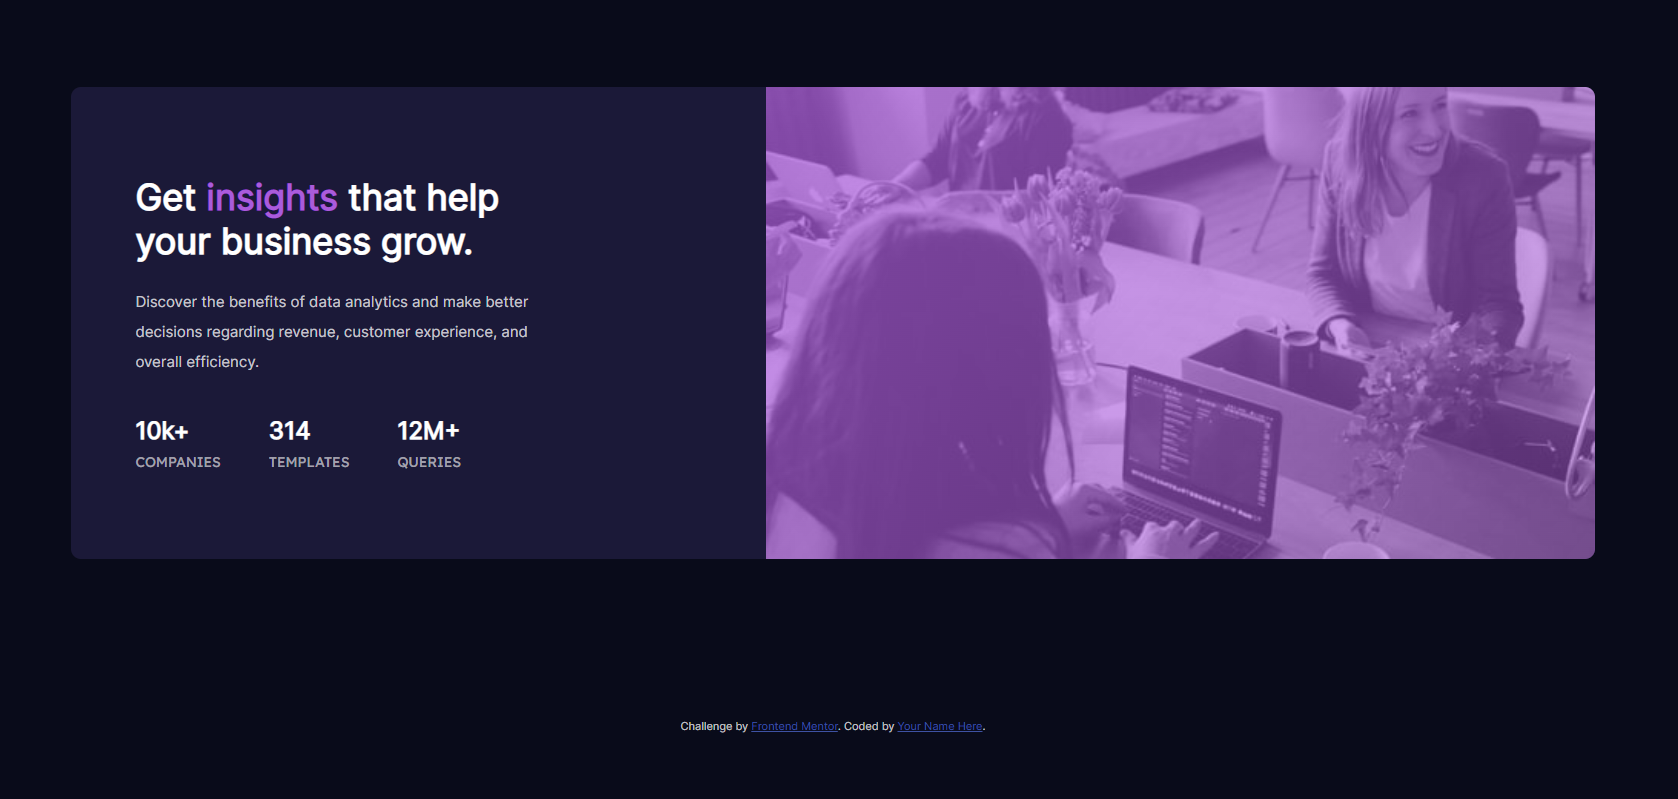 Get insights that help
your business grow.
Discover the benefits of data analytics and make better
decisions regarding revenue, customer experience, and
overall efficiency.
10k+ 314 12M+
COMPANIES TEMPLATES QUERIES
Challenge by Frontend Mentor. Coded by Your Name Here.